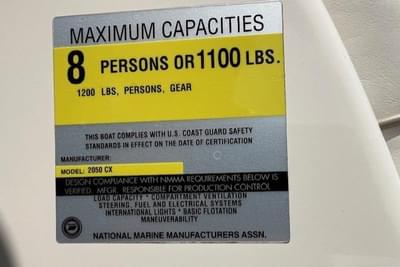 MAXIMUM CAPACITIES
8 PERSONS OR 1100 LBS.
1200 LBS, PERSONS, GEAR
THIS BOAT COMPLIES WITH U.S. COAST GUARD SAFETY
STANDARDS IN EFFECT ON THE DATE OF CERTIFICATION
MANUFACTURER:
MODEL: 2050 CX
DESIGN COMPLIANCE WITH NMMA REQUIREMENTS BELOW IS
VERIFIED. MFGR. RESPONSIBLE FOR PRODUCTION CONTROL
LOAD CAPACITY * COMPARTMENT VENTILATION
STEERING, FUEL AND ELECTRICAL SYSTEMS
INTERNATIONAL LIGHTS * BASIC FLOTATION
MANEUVERABILITY
NATIONAL MARINE MANUFACTURERS ASSN.